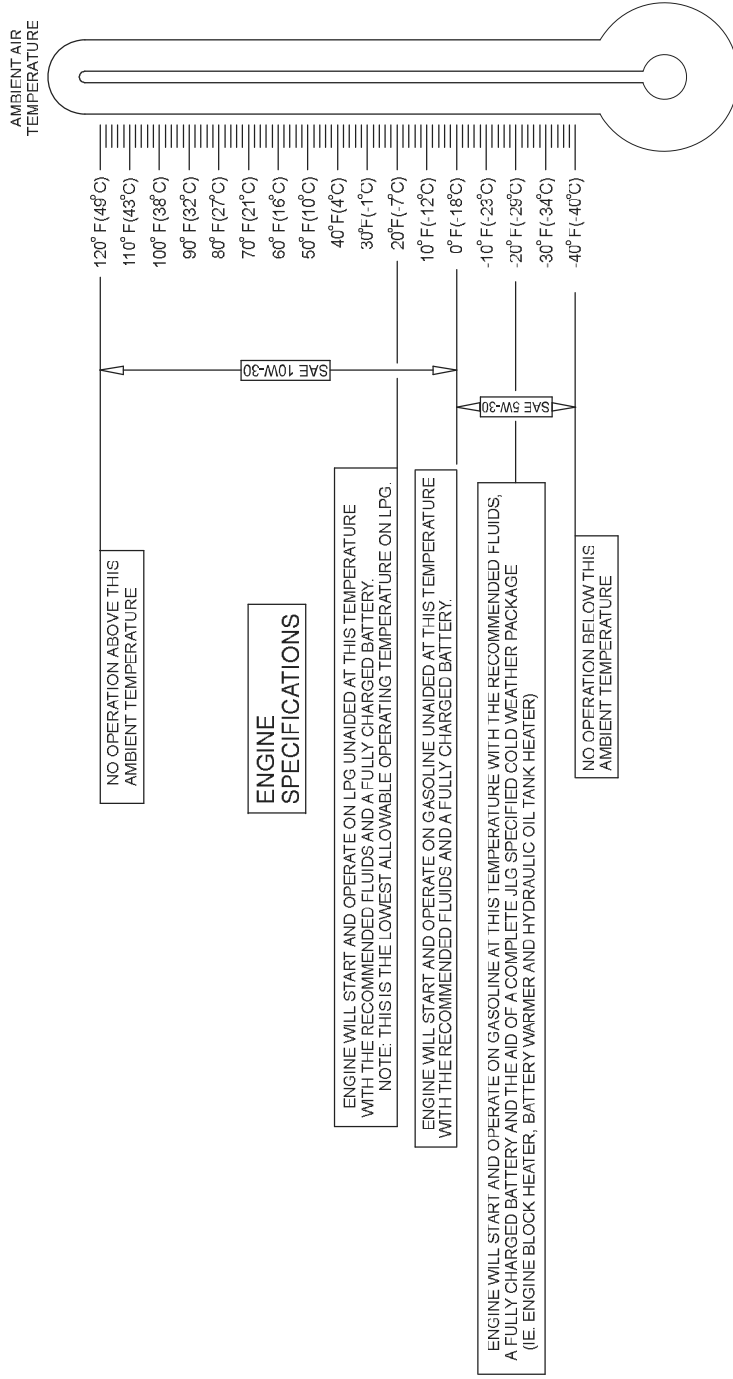 AMBIENT AIR
TEMPERATURE
120°F(49°C)
110°F(43°C)
100°F(38°C)
90°F(32°C)
80°F(27°C)
70°F(21°C)
60°F(16°C)
50°F(10°C)
40°F(4°C)
30°F(-1°C)
20°F(-7°C)
10°F(-12°C)
0°F(-18°C)
-10°F(-23°C)
-20°F(-29°C)
-30°F(-34°C)
-40°F(-40°C)
SAE 10W-30
SAE 5W-30
NO OPERATION ABOVE THIS
AMBIENT TEMPERATURE
ENGINE
SPECIFICATIONS
ENGINE WILL START AND OPERATE ON LPG UNAIDED AT THIS TEMPERATURE
WITH THE RECOMMENDED FLUIDS AND A FULLY CHARGED BATTERY.
NOTE: THIS IS THE LOWEST ALLOWABLE OPERATING TEMPERATURE ON LPG.
ENGINE WILL START AND OPERATE ON GASOLINE UNAIDED AT THIS TEMPERATURE
WITH THE RECOMMENDED FLUIDS AND A FULLY CHARGED BATTERY.
ENGINE WILL START AND OPERATE ON GASOLINE AT THIS TEMPERATURE WITH THE RECOMMENDED FLUIDS,
A FULLY CHARGED BATTERY AND THE AID OF A COMPLETE JLG SPECIFIED COLD WEATHER PACKAGE
(IE. ENGINE BLOCK HEATER, BATTERY WARMER AND HYDRAULIC OIL TANK HEATER)
NO OPERATION BELOW THIS
AMBIENT TEMPERATURE